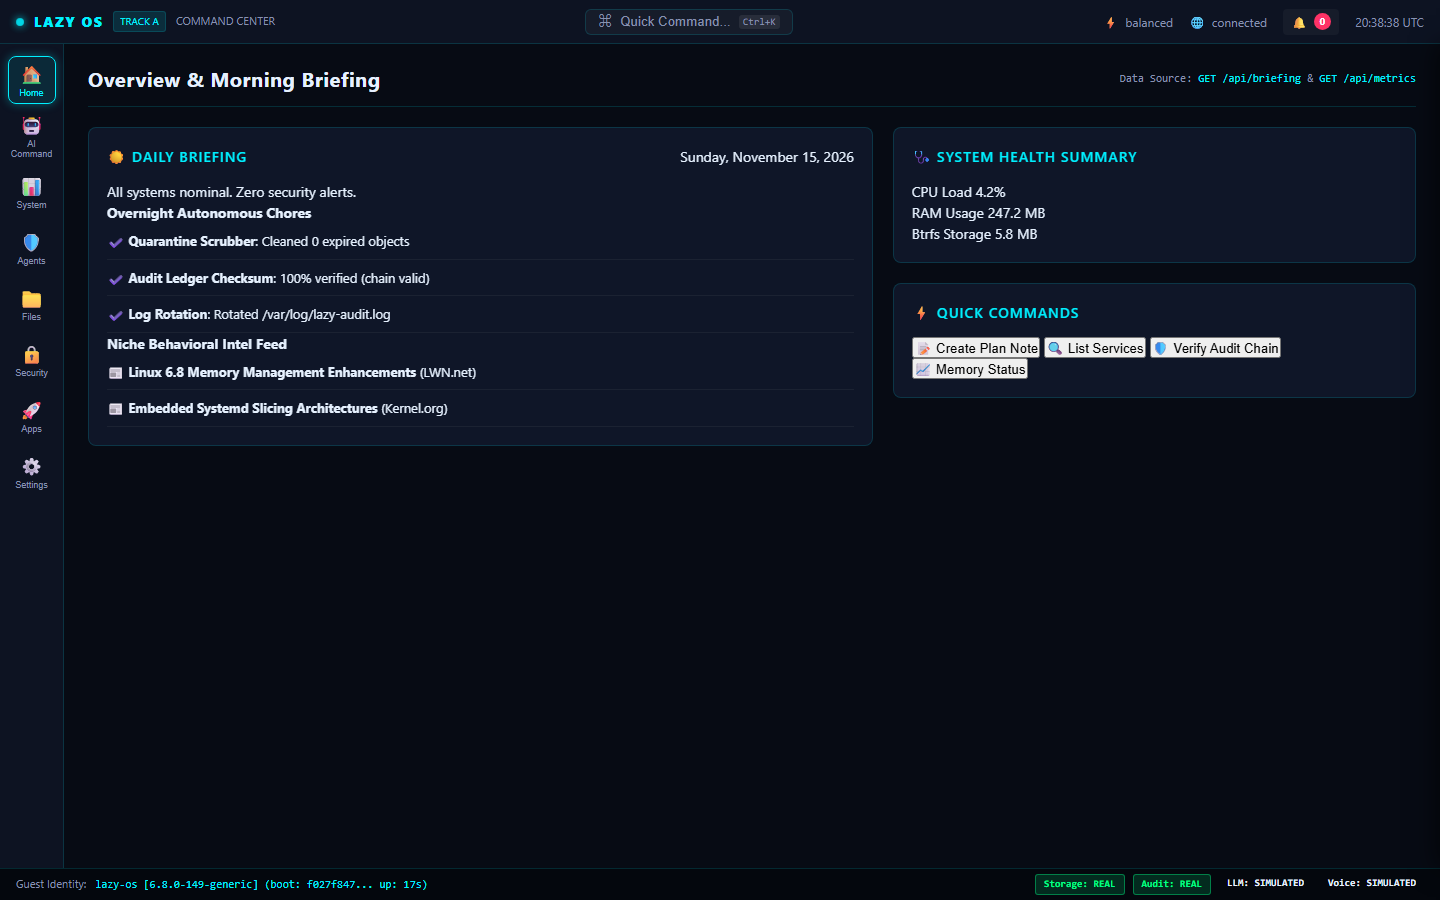 LAZY OS TRACK A COMMAND CENTER
⌘ Quick Command... Ctrl+K
balanced connected 0 20:38:38 UTC
Home
AI
Command
System
Agents
Files
Security
Apps
Settings
Overview & Morning Briefing
Data Source: GET /api/briefing & GET /api/metrics
DAILY BRIEFING Sunday, November 15, 2026
All systems nominal. Zero security alerts.
Overnight Autonomous Chores
Quarantine Scrubber: Cleaned 0 expired objects
Audit Ledger Checksum: 100% verified (chain valid)
Log Rotation: Rotated /var/log/lazy-audit.log
Niche Behavioral Intel Feed
Linux 6.8 Memory Management Enhancements (LWN.net)
Embedded Systemd Slicing Architectures (Kernel.org)
SYSTEM HEALTH SUMMARY
CPU Load 4.2%
RAM Usage 247.2 MB
Btrfs Storage 5.8 MB
QUICK COMMANDS
Create Plan Note List Services Verify Audit Chain
Memory Status
Guest Identity: lazy-os [6.8.0-149-generic] (boot: f027f847... up: 17s)
Storage: REAL Audit: REAL LLM: SIMULATED Voice: SIMULATED